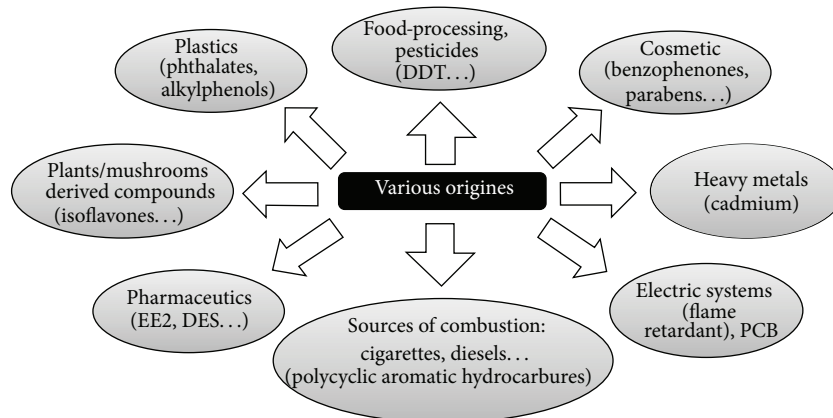 Food-processing,
pesticides
(DDT. . .)
Plastics
(phthalates,
alkylphenols)
Cosmetic
(benzophenones,
parabens. . .)
Plants/mushrooms
derived compounds
(isoflavones. . .)
Various origines
Heavy metals
(cadmium)
Pharmaceutics
(EE2, DES. . .)
Sources of combustion:
cigarettes, diesels. . .
(polycyclic aromatic hydrocarbures)
Electric systems
(flame
retardant), PCB